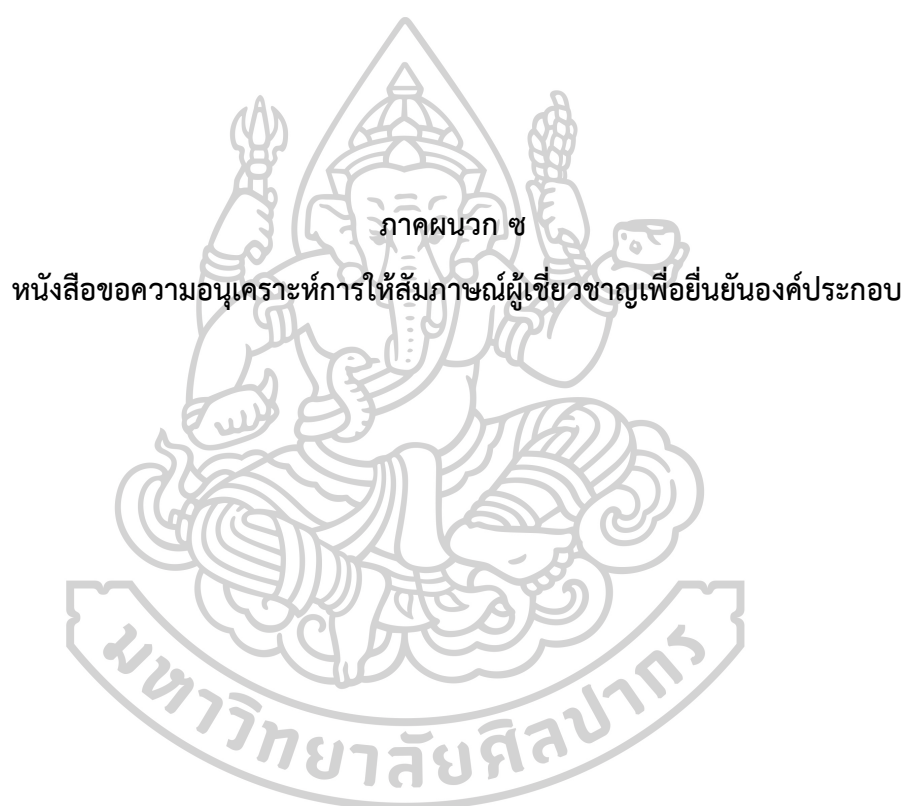 ภาคผนวก ซ
หนังสือขอความอนุเคราะห์การให้สัมภาษณ์ผู้เชี่ยวชาญเพื่อยื่นยันองค์ประกอบ
มหาวิทยาลัยศิลปากร